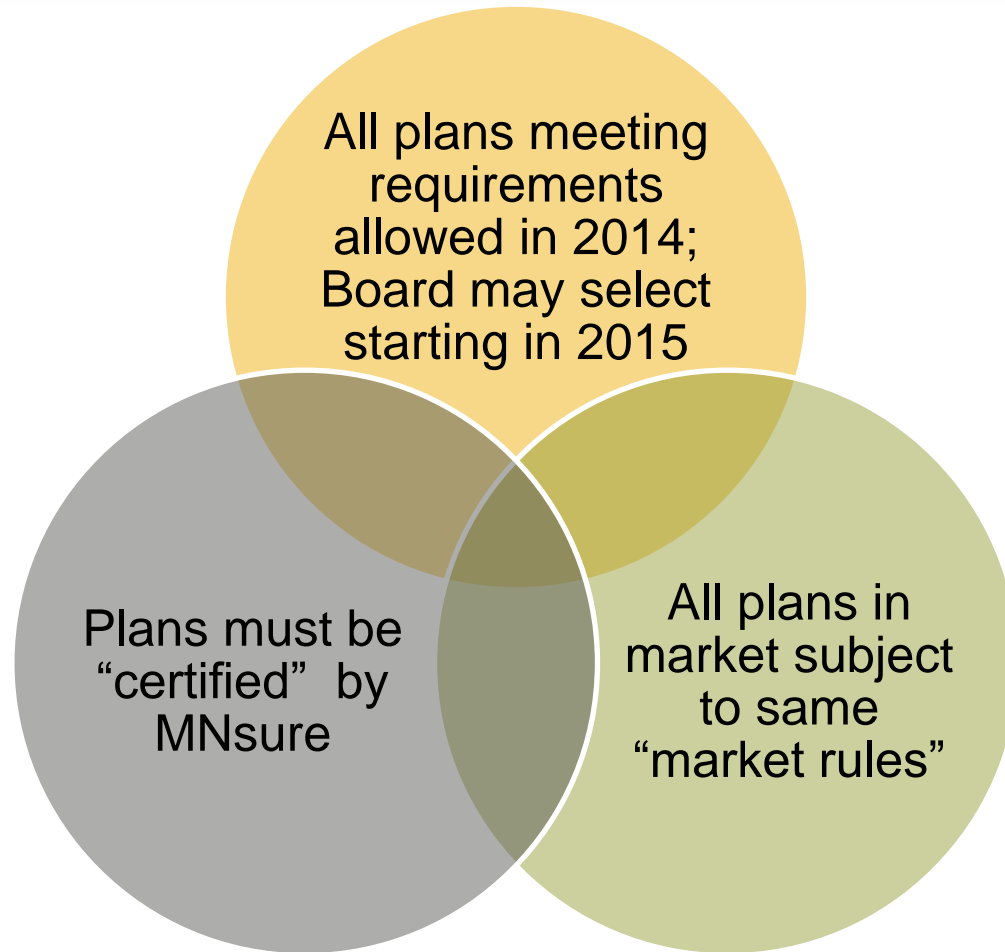 All plans meeting
requirements
allowed in 2014;
Board may select
starting in 2015
Plans must be
“certified”  by
MNsure
All plans in
market subject
to same
“market rules”